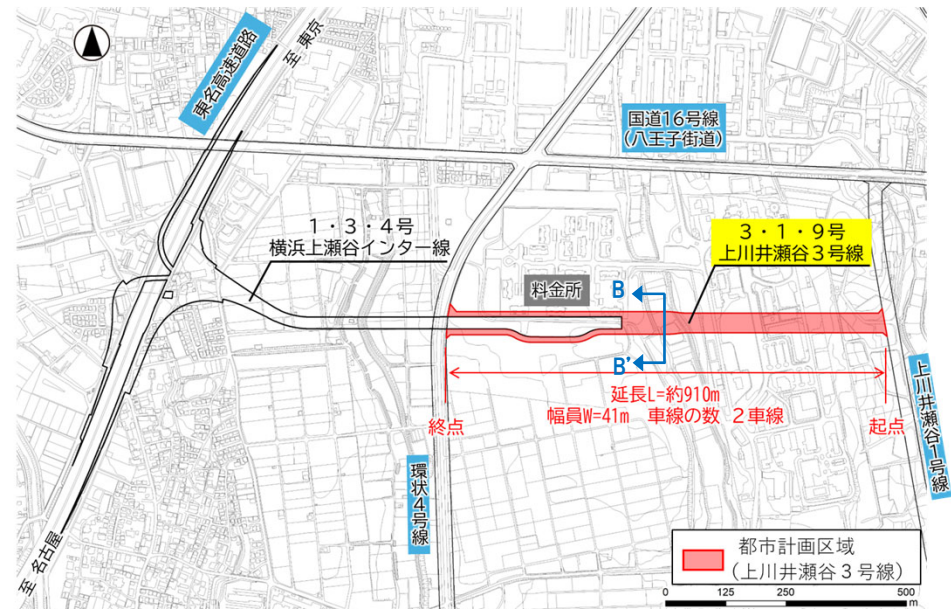 至 東京
東名高速道路
国道16号線
(八王子街道)
1・3・4号
横浜上瀬谷インター線
3・1・9号
上川井瀬谷3号線
料金所
B
B'
延長L=約910m
幅員W=41m 車線の数 2車線
終点
起点
環状4号線
上川井瀬谷1号線
至 名古屋
都市計画区域
(上川井瀬谷3号線)
0 125 250 500
m